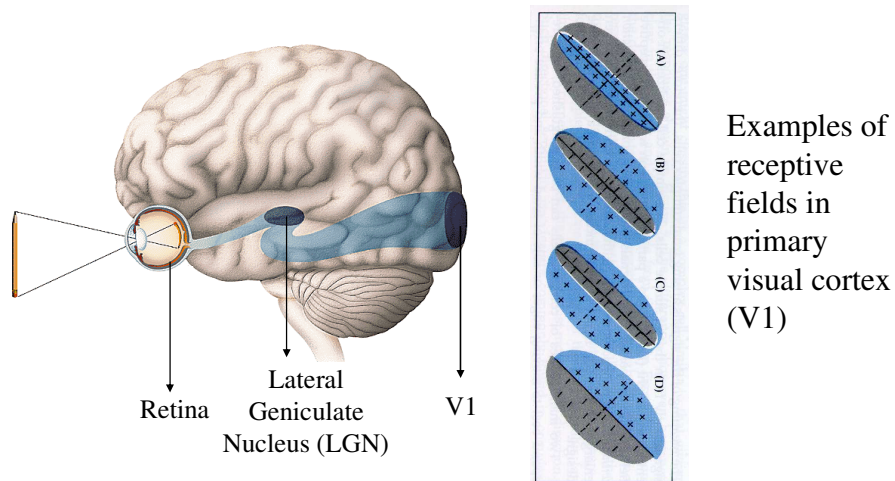 Retina
Lateral
Geniculate
Nucleus (LGN)
V1
(A)
(B)
(C)
(D)
Examples of
receptive
fields in
primary
visual cortex
(V1)